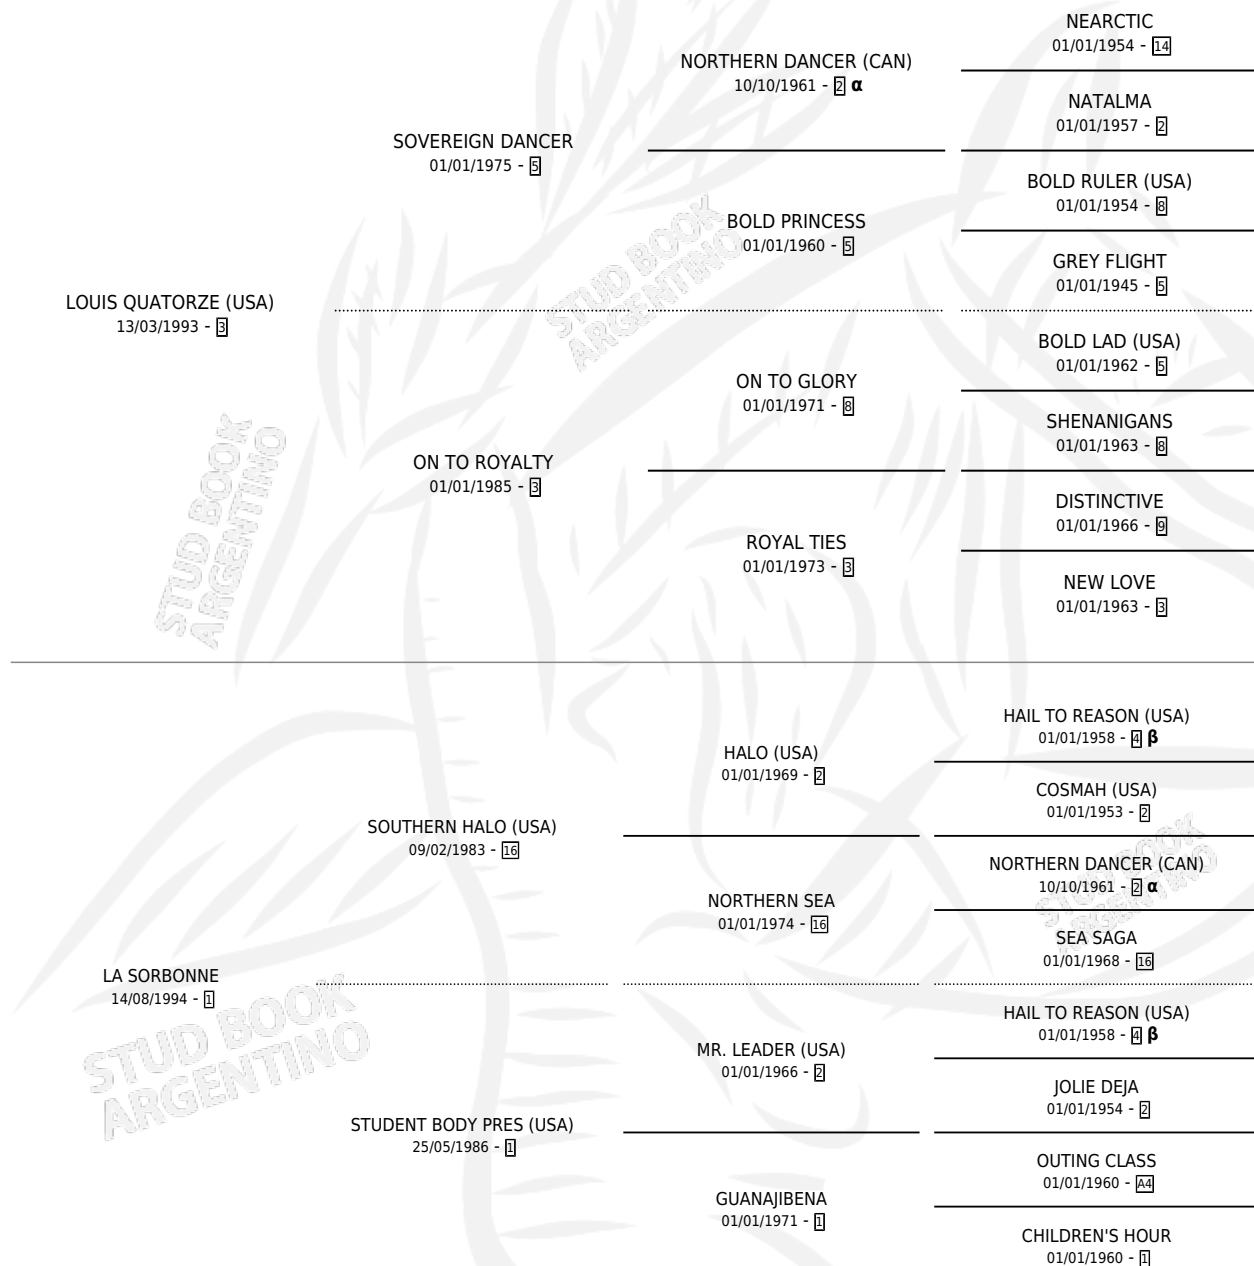 NEARCTIC
01/01/1954 - 14
NORTHERN DANCER (CAN)
10/10/1961 - 2 α
NATALMA
01/01/1957 - 2
SOVEREIGN DANCER
01/01/1975 - 5
BOLD RULER (USA)
01/01/1954 - 8
BOLD PRINCESS
01/01/1960 - 5
GREY FLIGHT
01/01/1945 - 5
LOUIS QUATORZE (USA)
13/03/1993 - 3
BOLD LAD (USA)
01/01/1962 - 5
ON TO GLORY
01/01/1971 - 8
SHENANIGANS
01/01/1963 - 8
ON TO ROYALTY
01/01/1985 - 3
DISTINCTIVE
01/01/1966 - 9
ROYAL TIES
01/01/1973 - 3
NEW LOVE
01/01/1963 - 3
HAIL TO REASON (USA)
01/01/1958 - 4 β
HALO (USA)
01/01/1969 - 2
COSMAH (USA)
01/01/1953 - 2
SOUTHERN HALO (USA)
09/02/1983 - 16
NORTHERN DANCER (CAN)
10/10/1961 - 2 α
NORTHERN SEA
01/01/1974 - 16
SEA SAGA
01/01/1968 - 16
LA SORBONNE
14/08/1994 - 1
HAIL TO REASON (USA)
01/01/1958 - 4 β
MR. LEADER (USA)
01/01/1966 - 2
JOLIE DEJA
01/01/1954 - 2
STUDENT BODY PRES (USA)
25/05/1986 - 1
OUTING CLASS
01/01/1960 - A4
GUANAJIBENA
01/01/1971 - 1
CHILDREN'S HOUR
01/01/1960 - 1
STUD BOOK
ARGENTINO
STUD BOOK
ARGENTINO
STUD BOOK
ARGENTINO
STUD BOOK
ARGENTINO